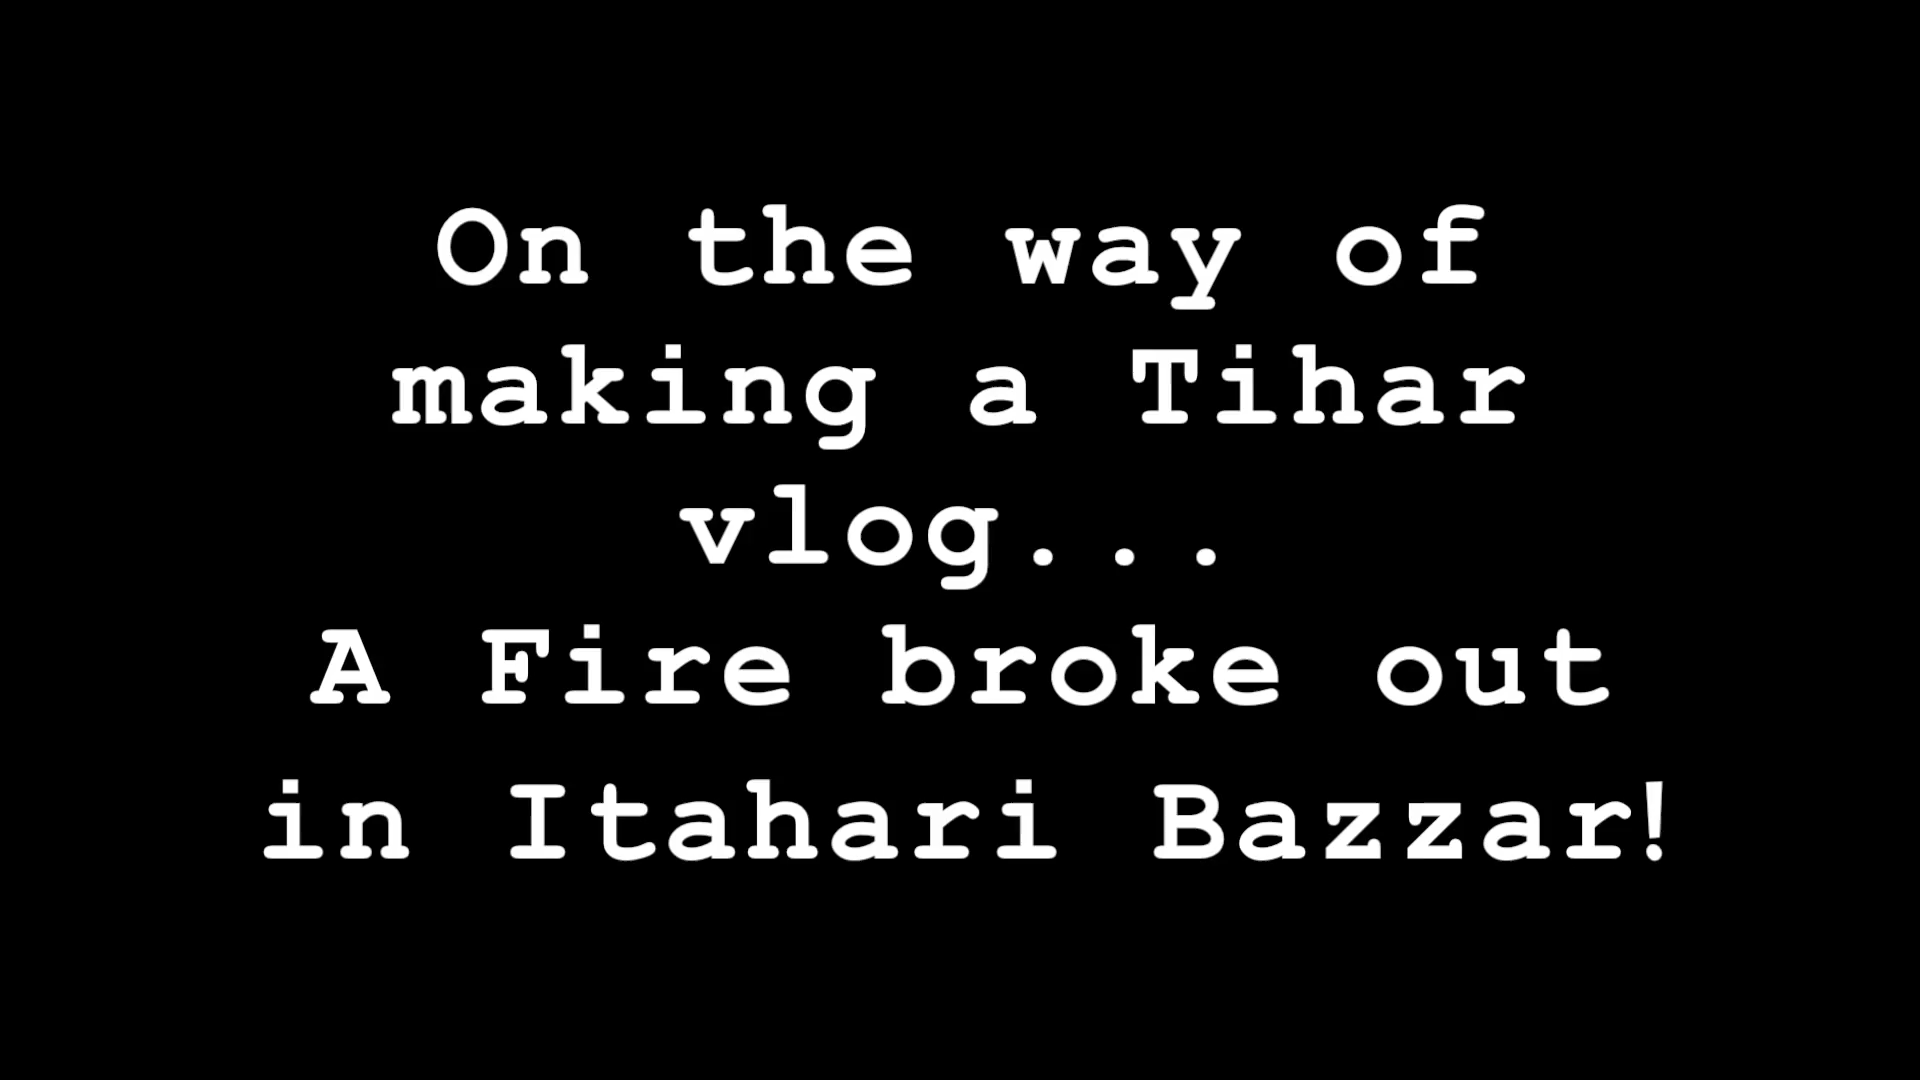 On the way of
making a Tihar
vlog...
A Fire broke out
in Itahari Bazzar!